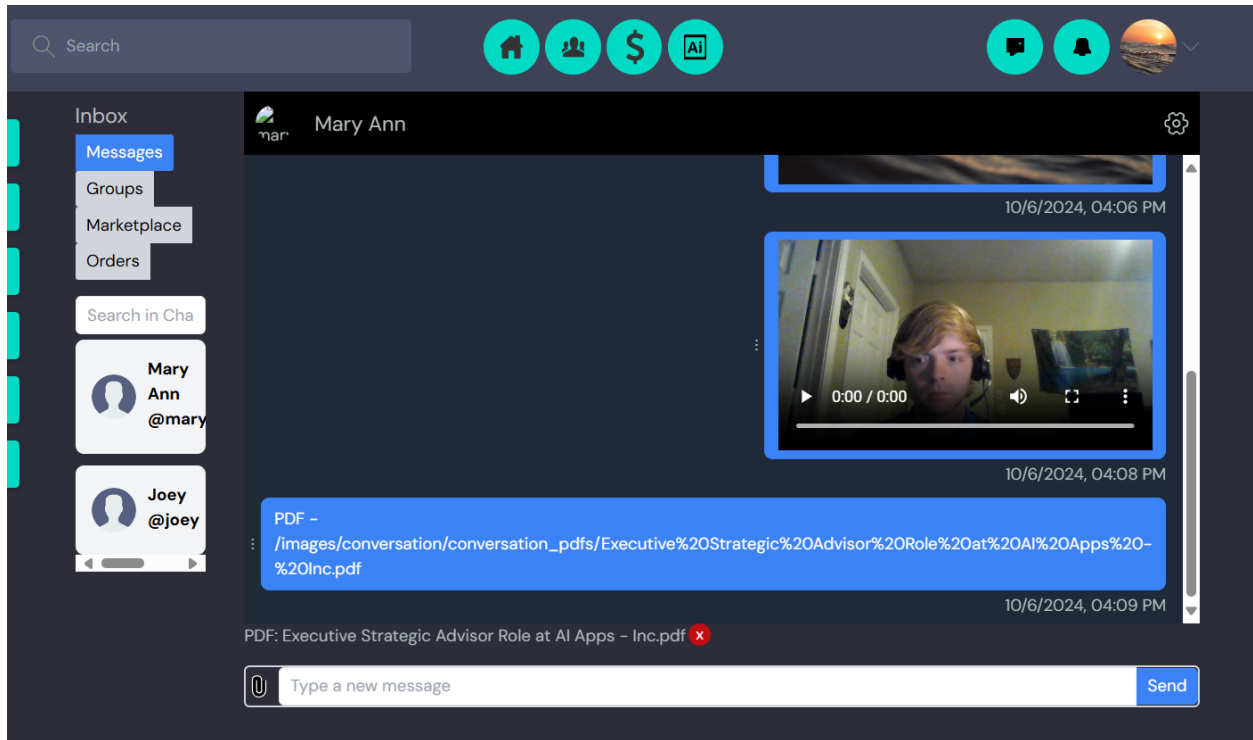 Search
Ai
Inbox
Messages
Groups
Marketplace
Orders
Search in Cha
Mary
Ann
@mary
Joey
@joey
mar
Mary Ann
10/6/2024, 04:06 PM
0:00 / 0:00
10/6/2024, 04:08 PM
PDF -
/images/conversation/conversation_pdfs/Executive%20Strategic%20Advisor%20Role%20at%20AI%20Apps%20-
%20Inc.pdf
10/6/2024, 04:09 PM
PDF: Executive Strategic Advisor Role at AI Apps - Inc.pdf x
Type a new message
Send